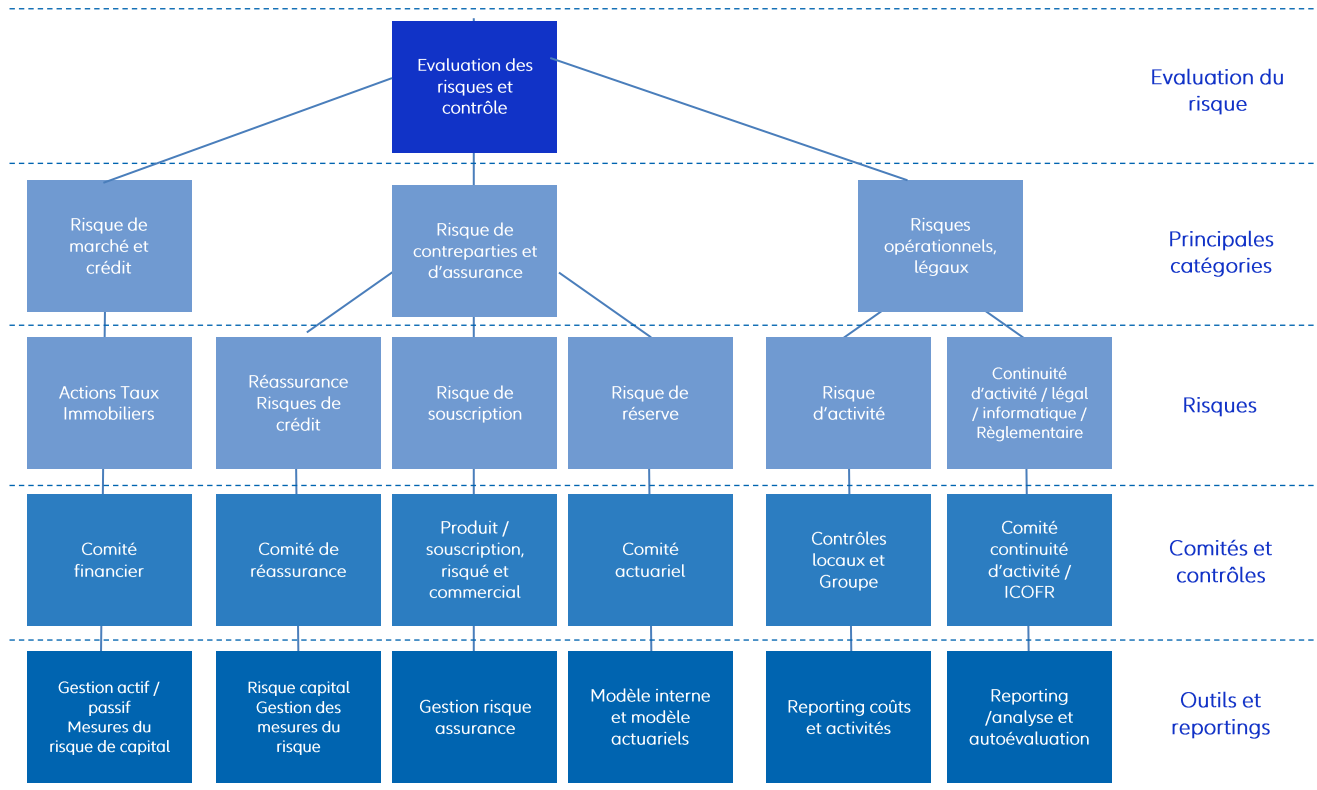 Evaluation des
risques et
contrôle
Evaluation du
risque
Risque de
marché et
crédit
Risque de
contreparties et
d'assurance
Risques
opérationnels,
légaux
Principales
catégories
Actions Taux
Immobiliers
Réassurance
Risques de
crédit
Risque de
souscription
Risque de
réserve
Risque
d'activité
Continuité
d'activité / légal
/ informatique /
Règlementaire
Risques
Comité
financier
Comité de
réassurance
Produit /
souscription,
risqué et
commercial
Comité
actuariel
Contrôles
locaux et
Groupe
Comité
continuité
d'activité /
ICOFR
Comités et
contrôles
Gestion actif /
passif
Mesures du
risque de capital
Risque capital
Gestion des
mesures du
risque
Gestion risque
assurance
Modèle interne
et modèle
actuariels
Reporting coûts
et activités
Reporting
/analyse et
autoévaluation
Outils et
reportings